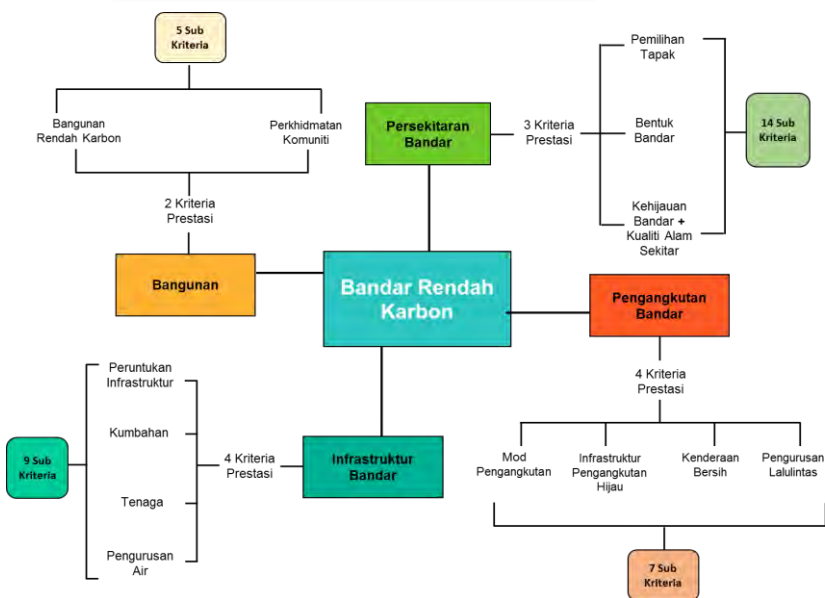 5 Sub
Kriteria
Bangunan
Rendah Karbon
Perkhidmatan
Komuniti
2 Kriteria
Prestasi
Bangunan
Persekitaran
Bandar
3 Kriteria
Prestasi
Pemilihan
Tapak
Bentuk
Bandar
Kehijauan
Bandar +
Kualiti Alam
Sekitar
14 Sub
Kriteria
Bandar Rendah
Karbon
Pengangkutan
Bandar
4 Kriteria
Prestasi
Mod
Pengangkutan
Infrastruktur
Pengangkutan
Hijau
Kenderaan
Bersih
Pengurusan
Lalulintas
7 Sub
Kriteria
Infrastruktur
Bandar
4 Kriteria
Prestasi
Peruntukan
Infrastruktur
Kumbahan
Tenaga
Pengurusan
Air
9 Sub
Kriteria